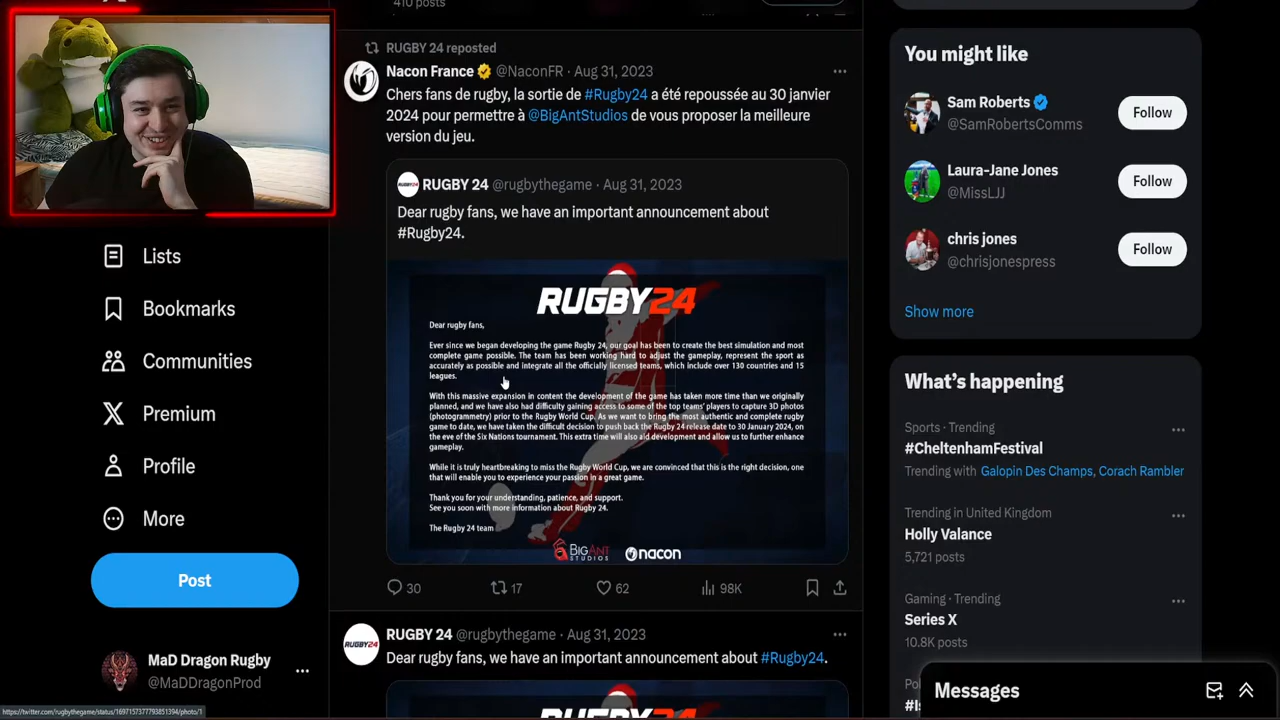 410 posts
RUGBY 24 reposted
Nacon France @NaconFR · Aug 31, 2023
Chers fans de rugby, la sortie de #Rugby24 a été repoussée au 30 janvier
2024 pour permettre à @BigAntStudios de vous proposer la meilleure
version du jeu.
RUGBY24
RUGBY 24 @rugbythegame · Aug 31, 2023
Dear rugby fans, we have an important announcement about
#Rugby24.
RUGBY24
Dear rugby fans,
Ever since we began developing the game Rugby 24, our goal has been to create the best simulation and most
complete game possible. The team has been working hard to adjust the gameplay, represent the sport as
accurately as possible and integrate all the officially licensed teams, which include over 130 countries and 15
leagues.
With this massive expansion in content the development of the game has taken more time than we originally
planned, and we have also had difficulty gaining access to some of the top teams' players to capture 3D photos
(photogrammetry) prior to the Rugby World Cup. As we want to bring the most authentic and complete rugby
game to date, we have taken the difficult decision to push back the Rugby 24 release date to 30 January 2024, on
the eve of the Six Nations tournament. This extra time will also aid development and allow us to further enhance
gameplay.
While it is truly heartbreaking to miss the Rugby World Cup, we are convinced that this is the right decision, one
that will enable you to experience your passion in a great game.
Thank you for your understanding, patience, and support.
See you soon with more information about Rugby 24.
The Rugby 24 team
BIGANT
STUDIOS
nacon
30
17
62
98K
RUGBY24
RUGBY 24 @rugbythegame · Aug 31, 2023
Dear rugby fans, we have an important announcement about #Rugby24.
Lists
Bookmarks
Communities
Premium
Profile
More
Post
MaD Dragon Rugby
@MaDDragonProd
https://twitter.com/rugbythegame/status/1697157377793851394/photo/1
You might like
Sam Roberts
@SamRobertsComms
Follow
Laura-Jane Jones
@MissLJJ
Follow
chris jones
@chrisjonespress
Follow
Show more
What's happening
Sports · Trending
#CheltenhamFestival
Trending with Galopin Des Champs, Corach Rambler
Trending in United Kingdom
Holly Valance
5,721 posts
Gaming · Trending
Series X
10.8K posts
Messages